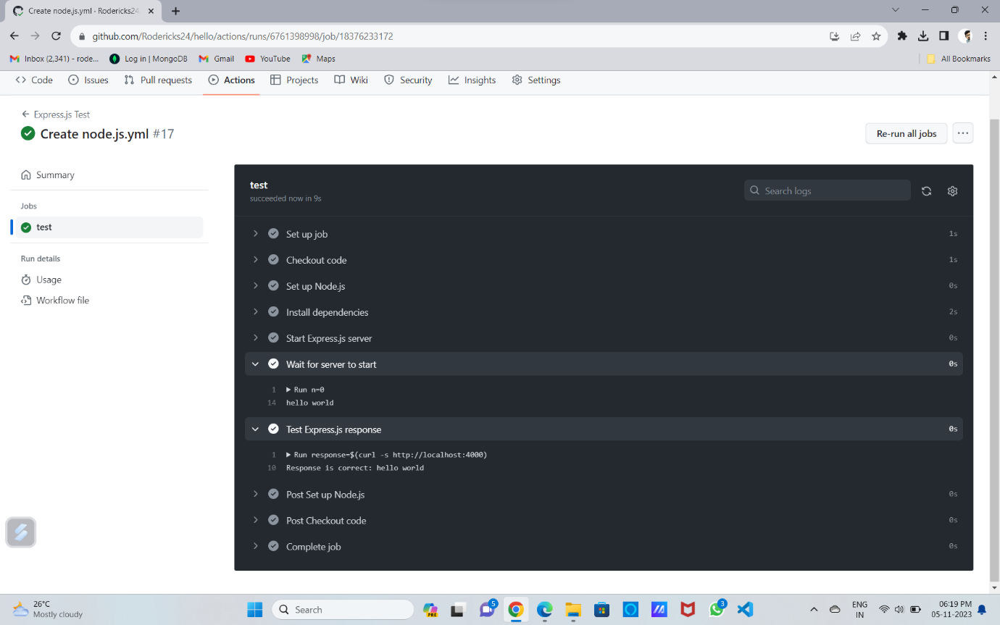 Create node.js.yml - Rodericks24
github.com/Rodericks24/hello/actions/runs/6761398998/job/18376233172
Inbox (2,341) - rode... Log in | MongoDB Gmail YouTube Maps All Bookmarks
Code Issues Pull requests Actions Projects Wiki Security Insights Settings
Express.js Test
Create node.js.yml #17
Re-run all jobs
Summary
Jobs
test
Run details
Usage
Workflow file
test
succeeded now in 9s
Search logs
Set up job 1s
Checkout code 1s
Set up Node.js 0s
Install dependencies 2s
Start Express.js server 0s
Wait for server to start 0s
1 Run n=0
14 hello world
Test Express.js response 0s
1 Run response=$(curl -s http://localhost:4000)
10 Response is correct: hello world
Post Set up Node.js 0s
Post Checkout code 0s
Complete job 0s
26°C
Mostly cloudy
Search
PRE
5
3
ENG
IN
06:19 PM
05-11-2023